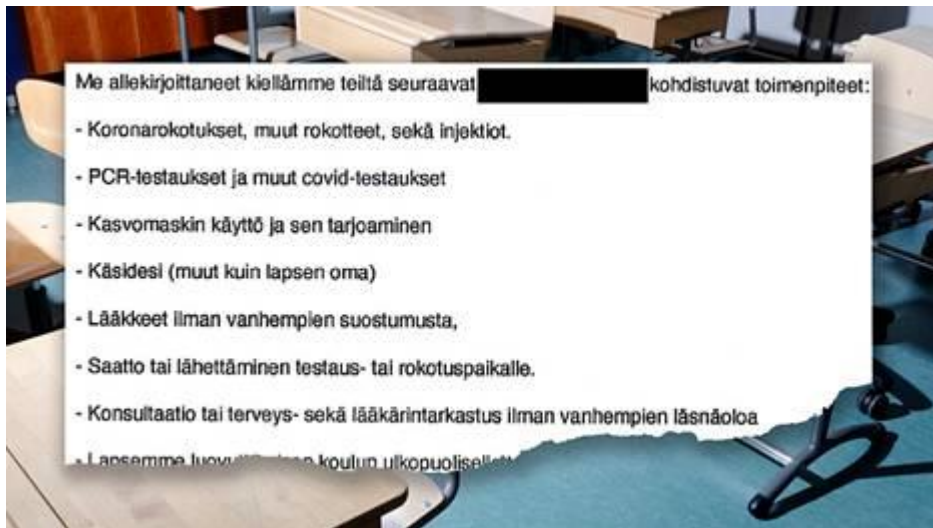 Me allekirjoittaneet kiellämme teiltä seuraavat kohdistuvat toimenpiteet:
- Koronarokotukset, muut rokotteet, sekä injektiot.
- PCR-testaukset ja muut covid-testaukset
- Kasvomaskin käyttö ja sen tarjoaminen
- Käsidesi (muut kuin lapsen oma)
- Lääkkeet ilman vanhempien suostumusta,
- Saatto tai lähettäminen testaus- tai rokotuspaikalle.
- Konsultaatio tai terveys- sekä lääkärintarkastus ilman vanhempien läsnäoloa
- Lapsemme koulun